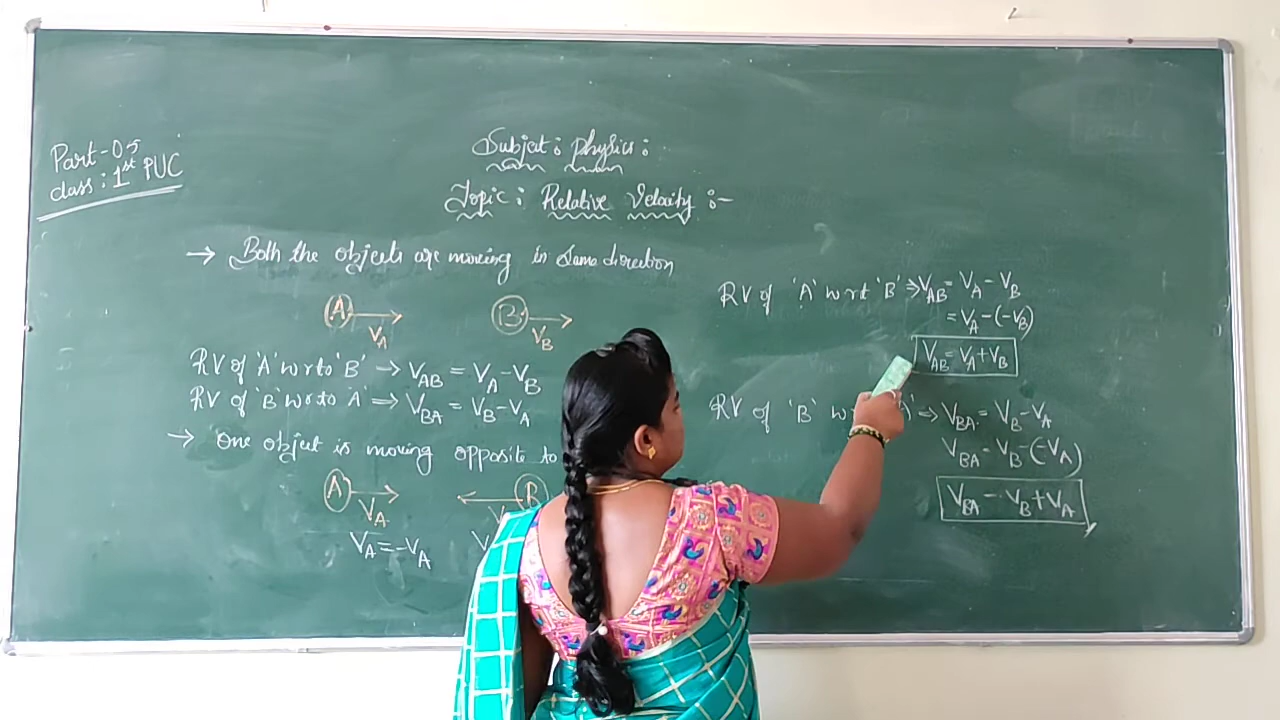 Part-05
class: 1st PUC
Subject: Physics:
Topic: Relative Velocity :-
→ Both the objects are moving in same direction
A B
VA VB
RV of 'A' w r to 'B' → VAB = VA - VB
RV of 'B' w r to 'A' → VBA = VB - VA
→ One object is moving opposite to
A B
VA
VA = -VA
RV of 'A' w r t 'B' ⇒ VAB = VA - VB
= VA - (-VB)
VAB = VA + VB
RV of 'B' w 'A' ⇒ VBA = VB - VA
VBA = VB - (-VA)
VBA = VB + VA